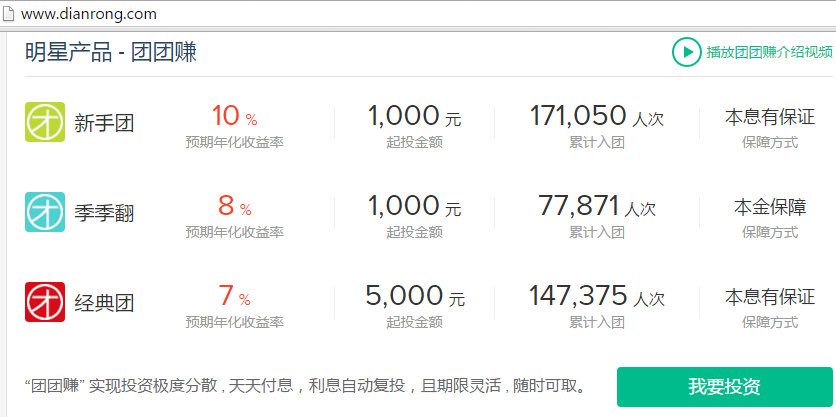 www.dianrong.com
明星产品 - 团团赚
播放团团赚介绍视频
团 新手团 10 % 1,000 元 171,050 人次 本息有保证
预期年化收益率 起投金额 累计入团 保障方式
团 季季翻 8 % 1,000 元 77,871 人次 本金保障
预期年化收益率 起投金额 累计入团 保障方式
团 经典团 7 % 5,000 元 147,375 人次 本息有保证
预期年化收益率 起投金额 累计入团 保障方式
“团团赚” 实现投资极度分散 , 天天付息，利息自动复投，且期限灵活 , 随时可取。
我要投资